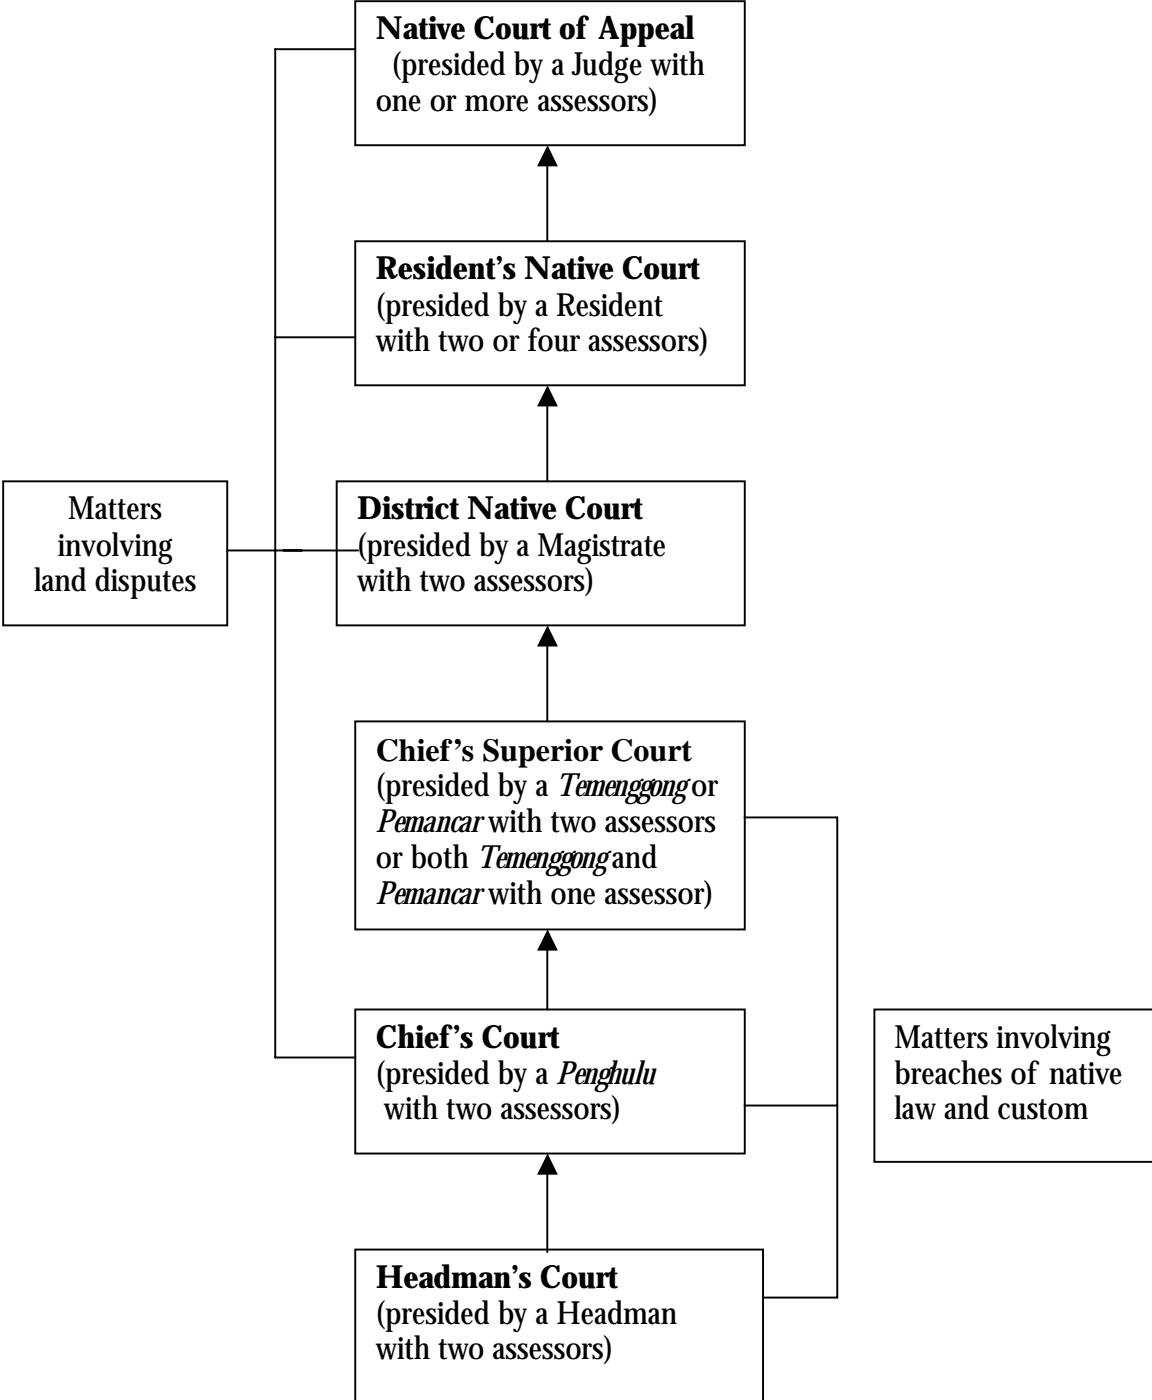 Native Court of Appeal
(presided by a Judge with
one or more assessors)
Resident's Native Court
(presided by a Resident
with two or four assessors)
Matters
involving
land disputes
District Native Court
(presided by a Magistrate
with two assessors)
Chief's Superior Court
(presided by a Temenggong or
Pemancar with two assessors
or both Temenggong and
Pemancar with one assessor)
Chief's Court
(presided by a Penghulu
with two assessors)
Matters involving
breaches of native
law and custom
Headman's Court
(presided by a Headman
with two assessors)